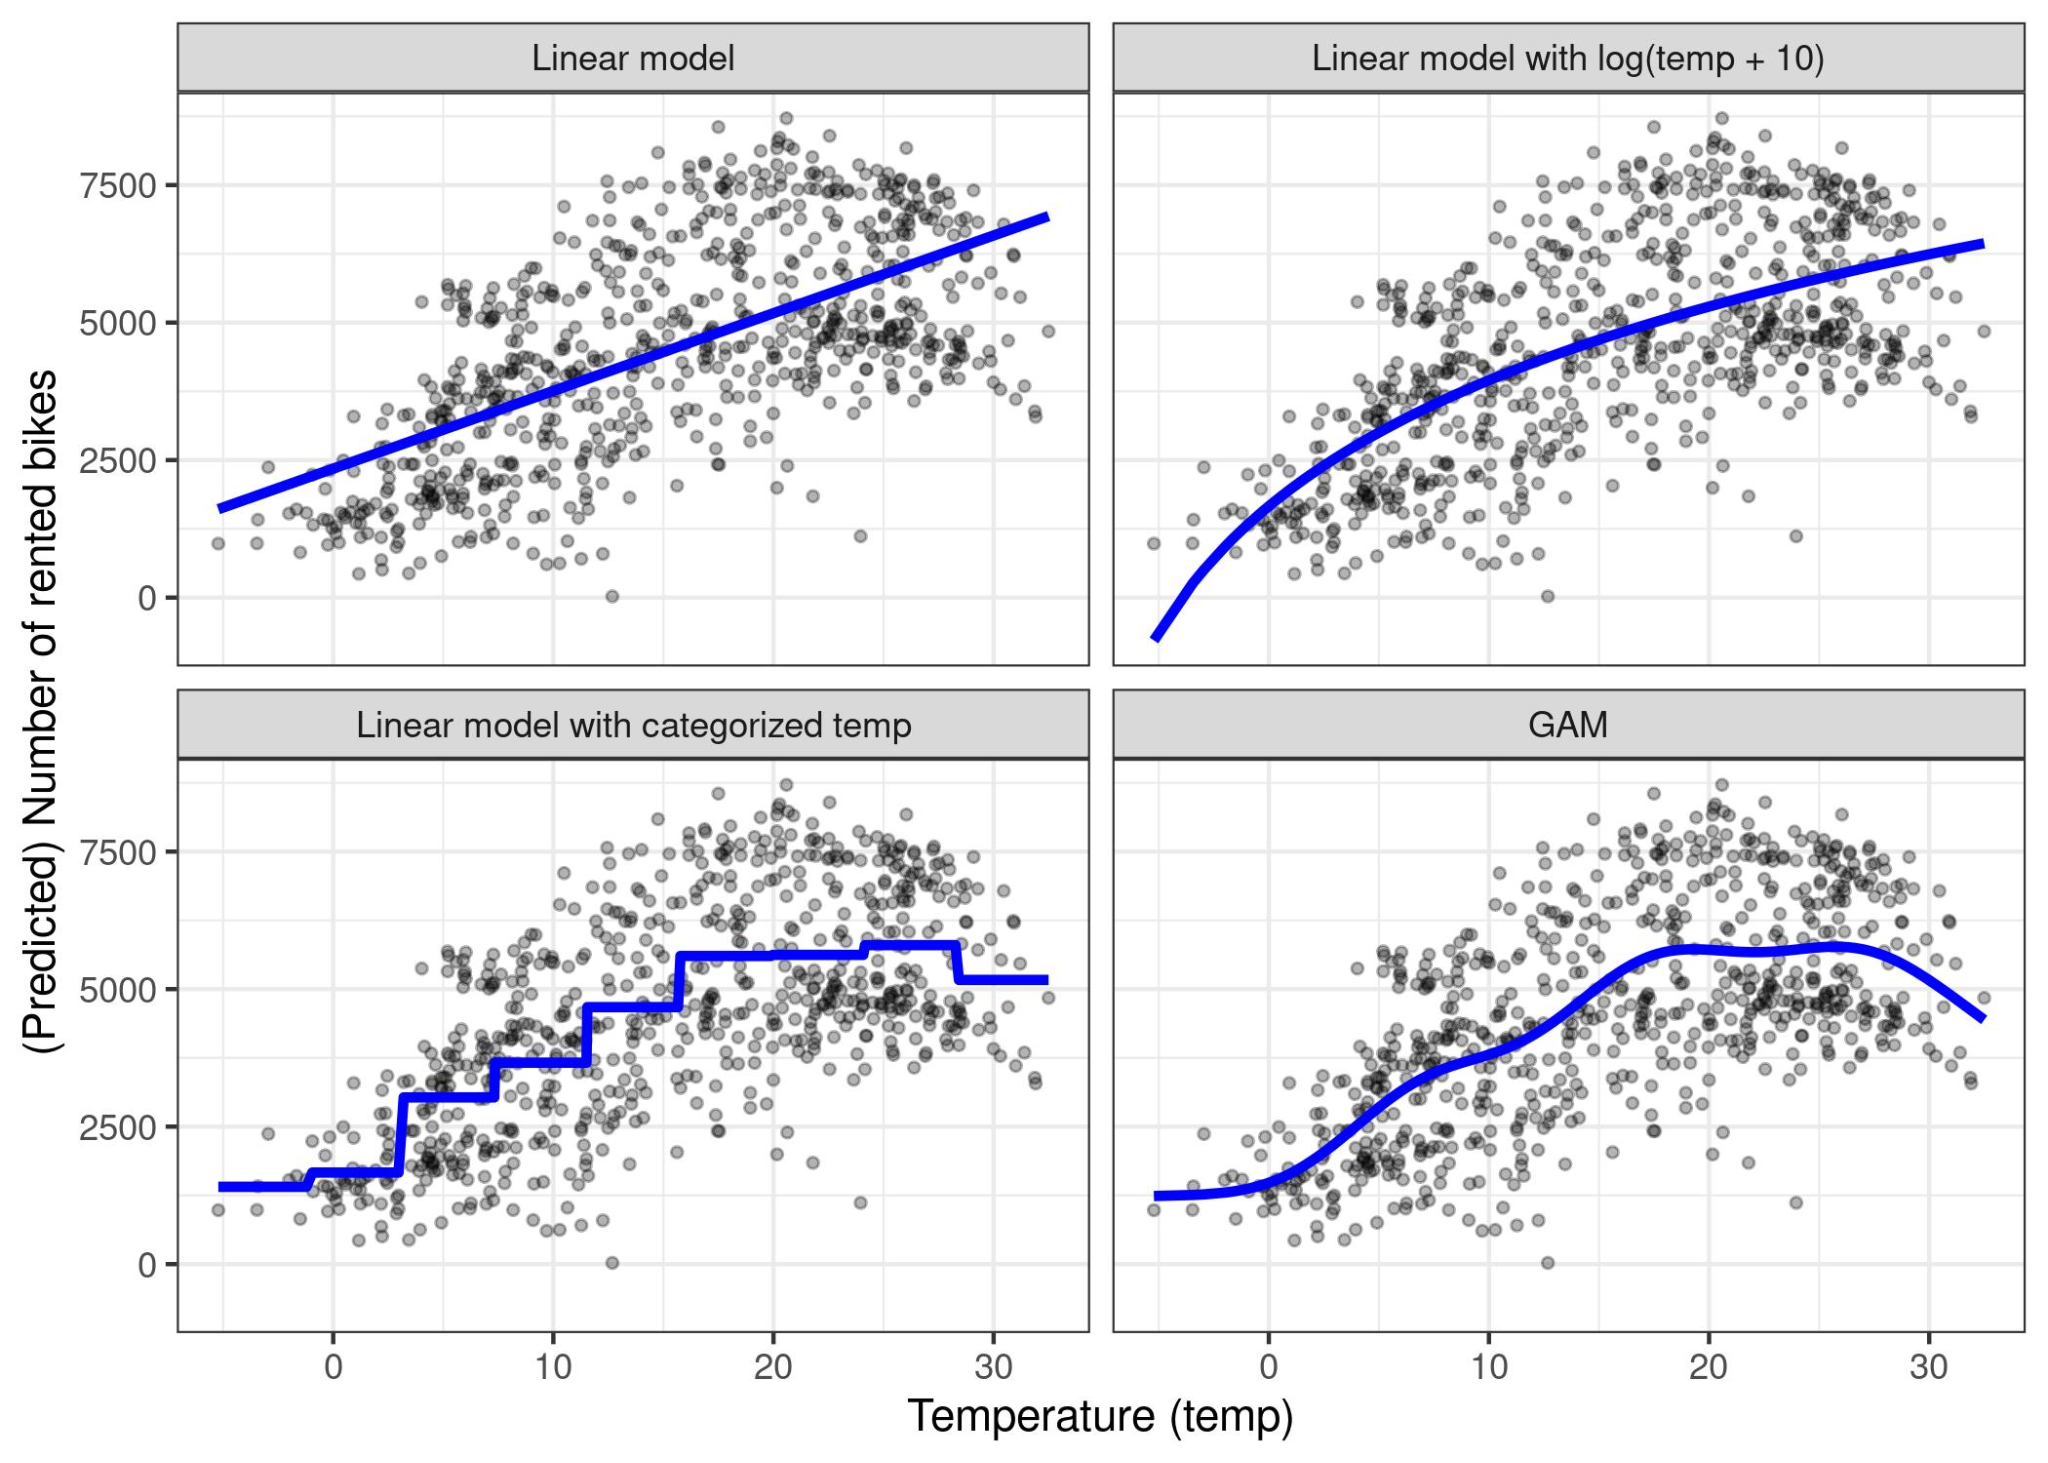 Linear model
Linear model with log(temp + 10)
7500
5000
2500
0
Linear model with categorized temp
GAM
7500
5000
2500
0
0 10 20 30
0 10 20 30
Temperature (temp)
(Predicted) Number of rented bikes